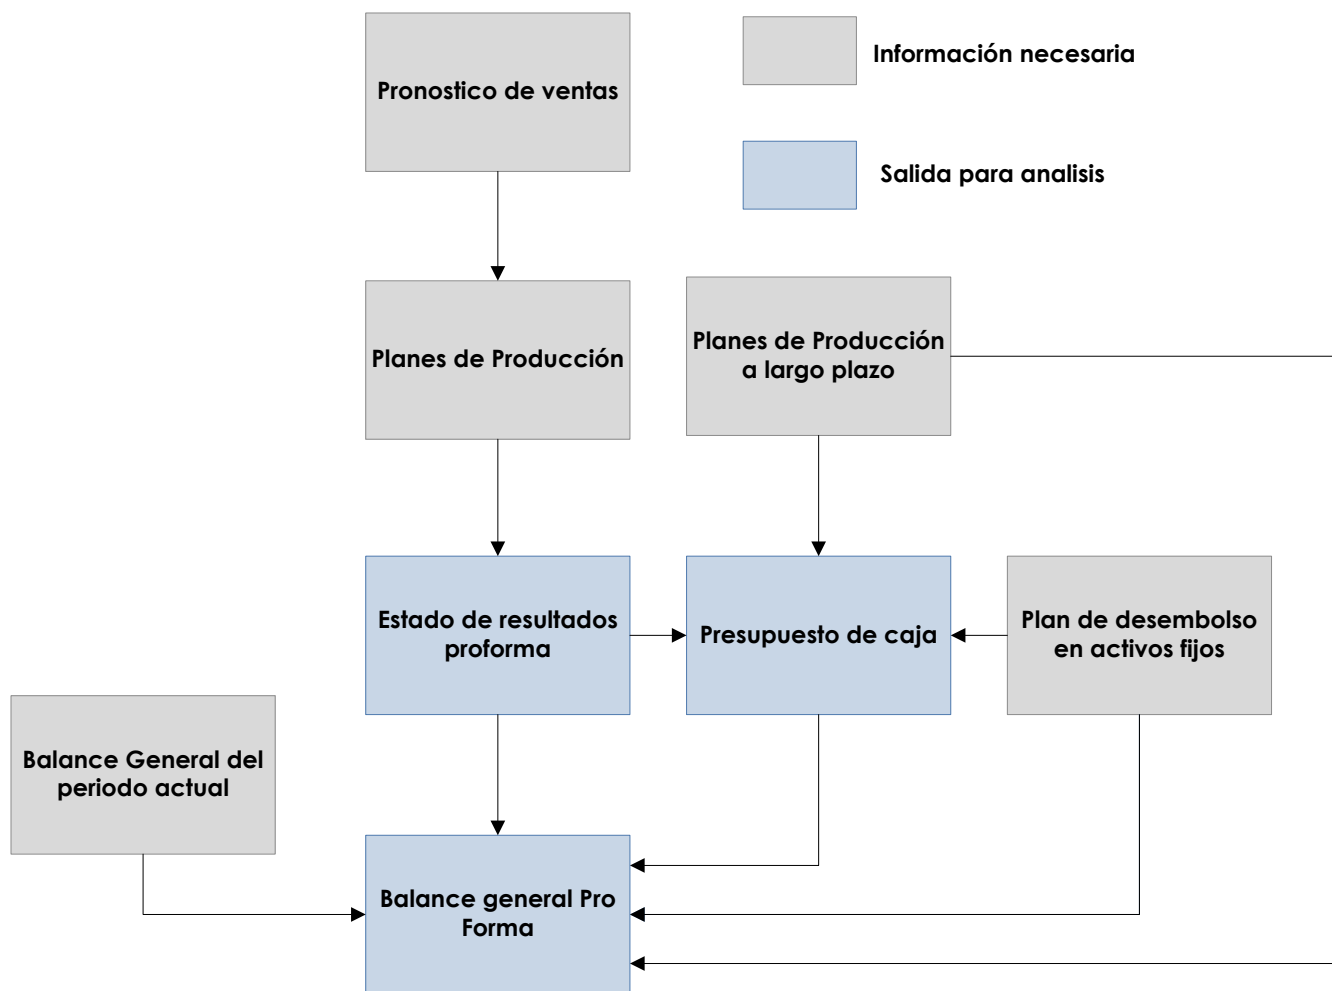 Pronostico de ventas
Información necesaria
Salida para analisis
Planes de Producción
Planes de Producción
a largo plazo
Estado de resultados
proforma
Presupuesto de caja
Plan de desembolso
en activos fijos
Balance General del
periodo actual
Balance general Pro
Forma